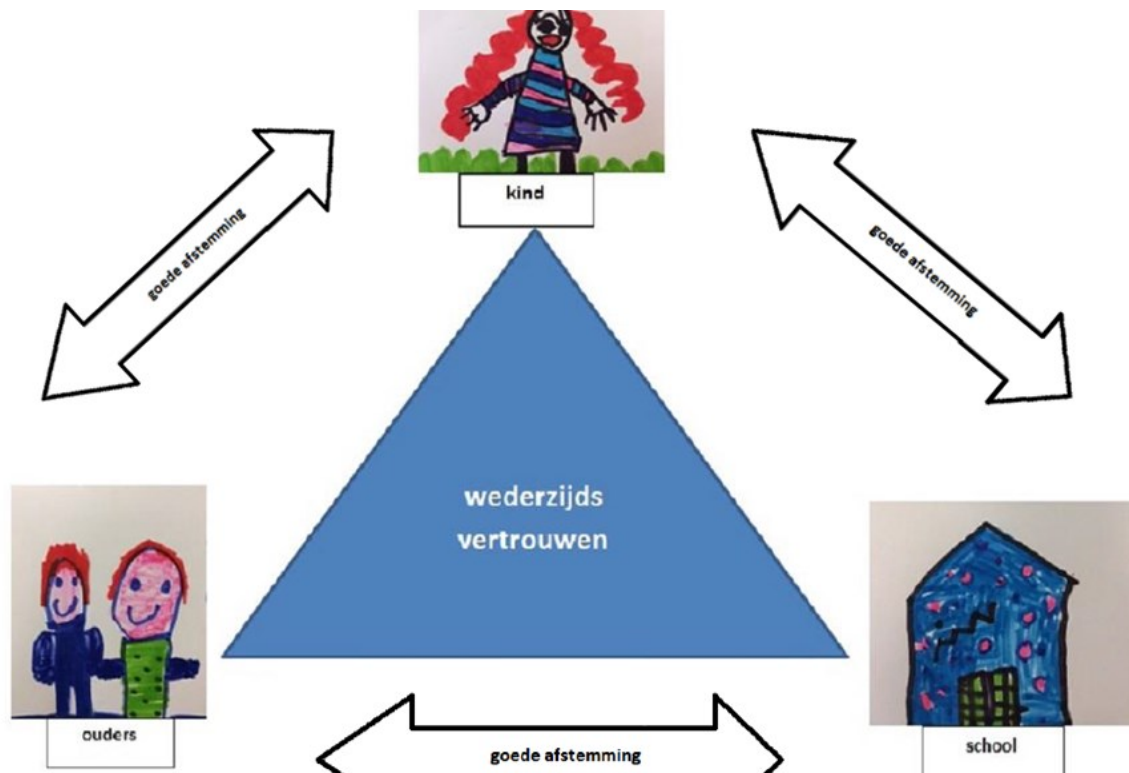 kind
goede afstemming
goede afstemming
wederzijds
vertrouwen
ouders
school
goede afstemming